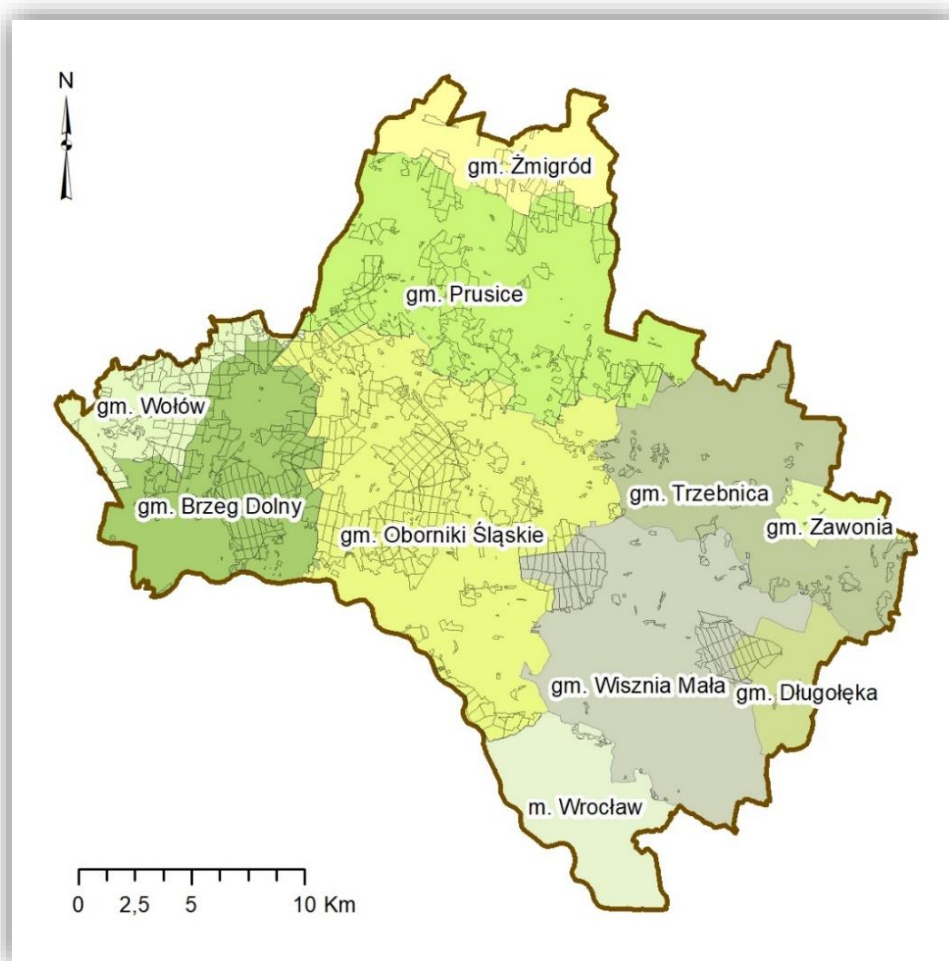 N
gm. Żmigród
gm. Prusice
gm. Wołów
gm. Trzebnica
gm. Brzeg Dolny
gm. Zawonia
gm. Oborniki Śląskie
gm. Wisznia Mała
gm. Długołęka
m. Wrocław
0 2,5 5 10 Km